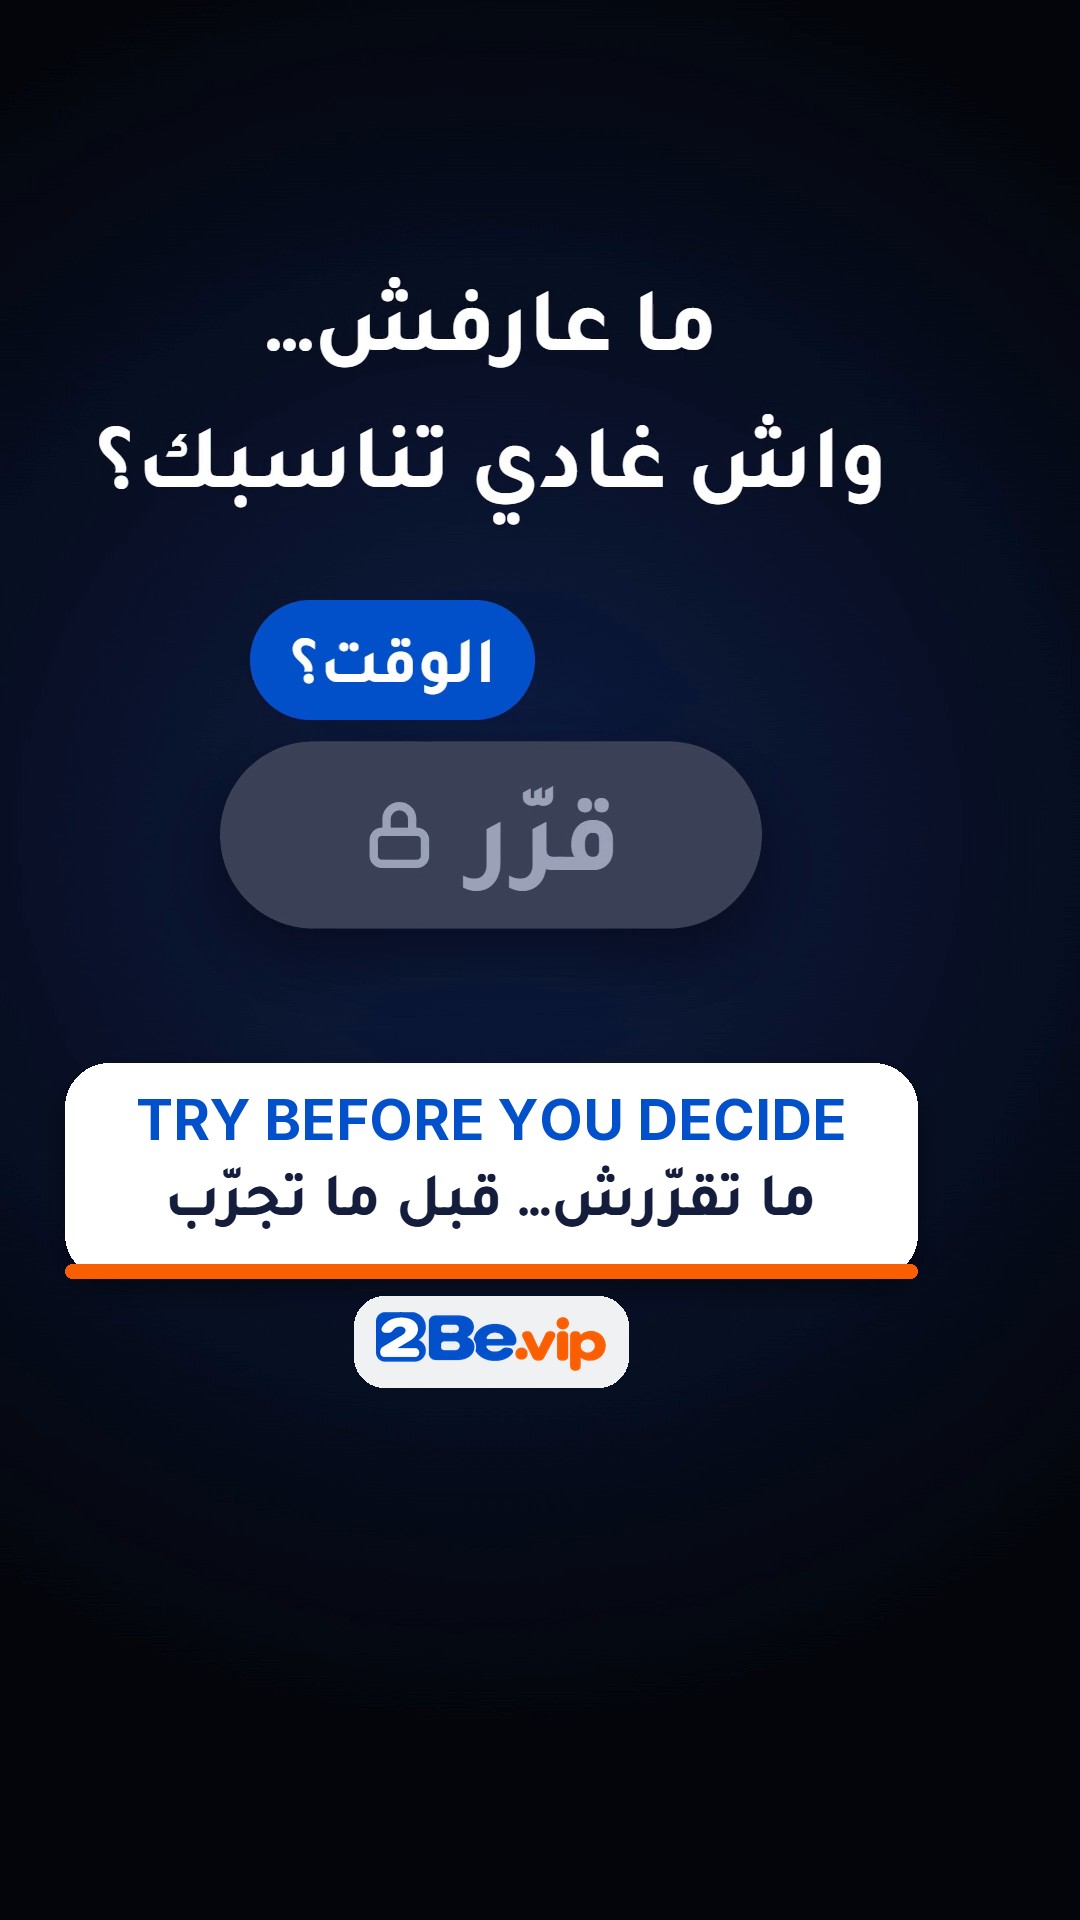 ما عارفش...
واش غادي تناسبك؟
الوقت؟
قرّر
TRY BEFORE YOU DECIDE
ما تقرّرش... قبل ما تجرّب
2Be.vip